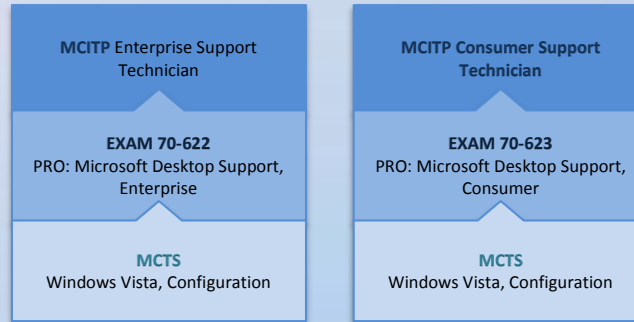 MCITP Enterprise Support
Technician
EXAM 70-622
PRO: Microsoft Desktop Support,
Enterprise
MCTS
Windows Vista, Configuration
MCITP Consumer Support
Technician
EXAM 70-623
PRO: Microsoft Desktop Support,
Consumer
MCTS
Windows Vista, Configuration